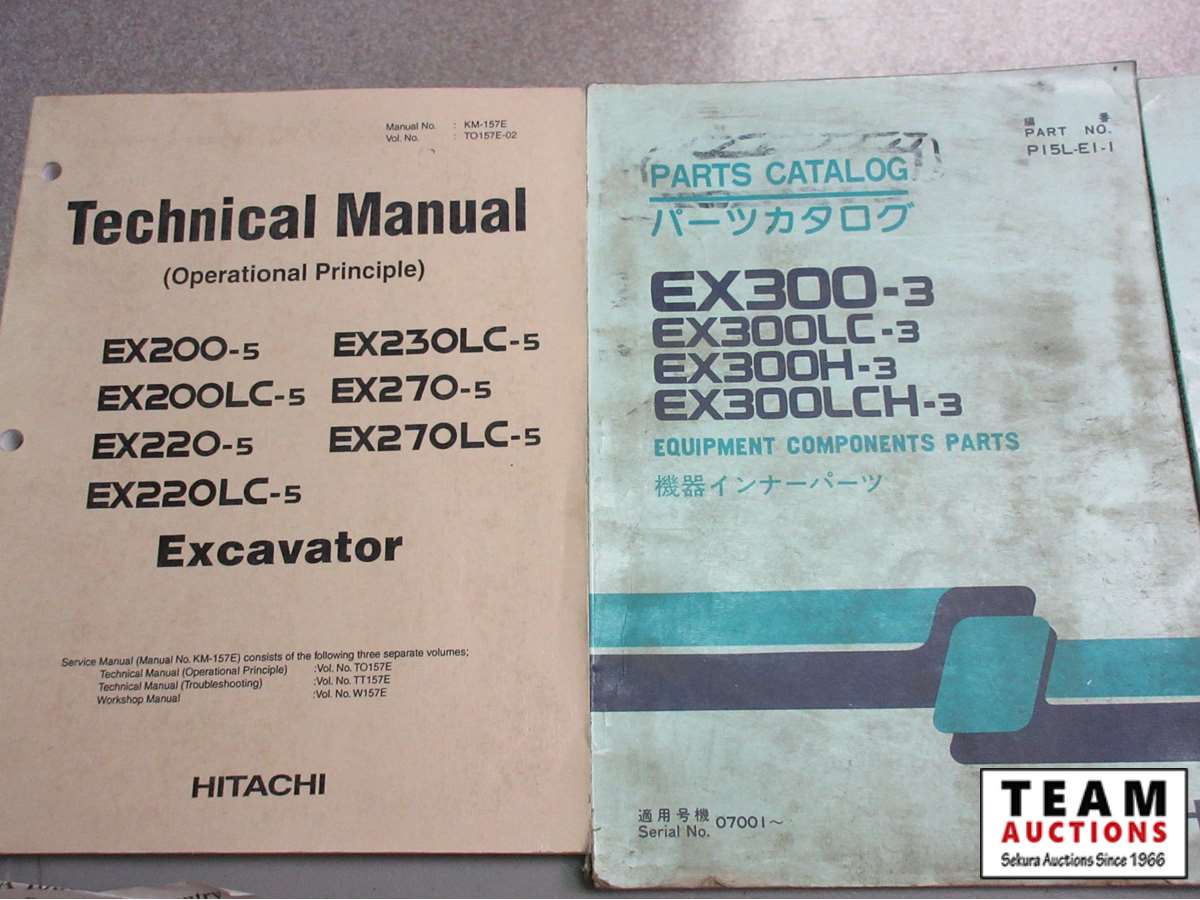 Manual No. : KM-157E
Vol. No. : TO157E-02
Technical Manual
(Operational Principle)
EX200-5 EX230LC-5
EX200LC-5 EX270-5
EX220-5 EX270LC-5
EX220LC-5
Excavator
Service Manual (Manual No. KM-157E) consists of the following three separate volumes;
Technical Manual (Operational Principle) :Vol. No. TO157E
Technical Manual (Troubleshooting) :Vol. No. TT157E
Workshop Manual :Vol. No. W157E
HITACHI
編番
PART NO.
P15L-E1-1
PARTS CATALOG
パーツカタログ
EX300-3
EX300LC-3
EX300H-3
EX300LCH-3
EQUIPMENT COMPONENTS PARTS
機器インナーパーツ
適用号機
Serial No. 07001~
TEAM
AUCTIONS
Sekura Auctions Since 1966